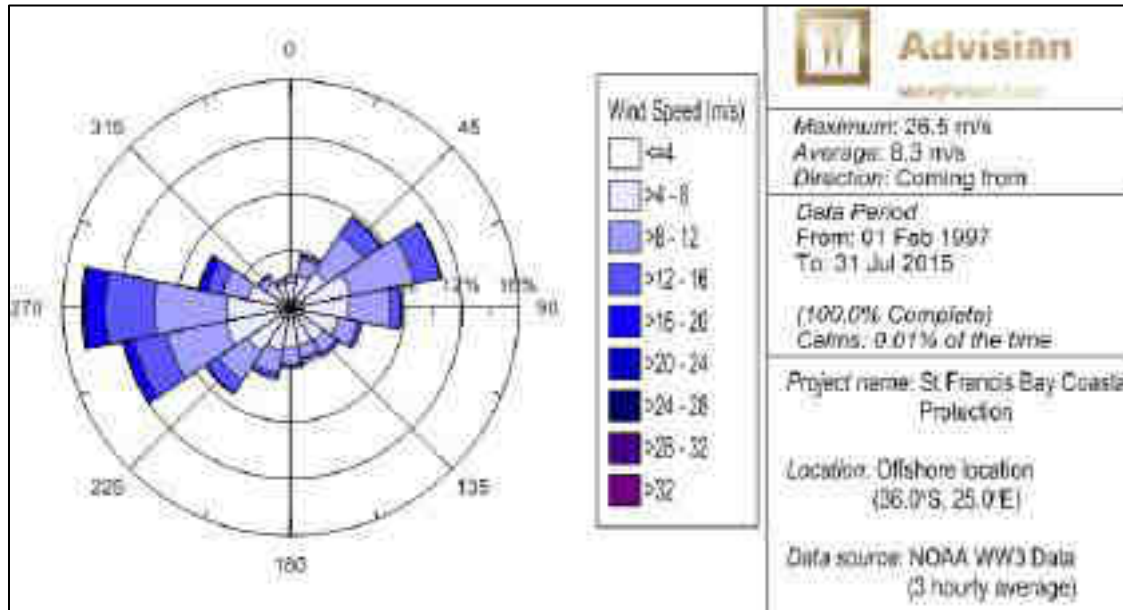 0
45
90
135
180
225
270
315
12%
16%
Wind Speed (m/s)
<=4
>4 - 8
>8 - 12
>12 - 16
>16 - 20
>20 - 24
>24 - 28
>28 - 32
>32
Advisian
Maximum: 26.5 m/s
Average: 8.3 m/s
Direction: Coming from
Data Period
From: 01 Feb 1997
To: 31 Jul 2015
(100.0% Complete)
Calms: 0.01% of the time
Project name: St Francis Bay Coasta
Protection
Location: Offshore location
(36.0°S, 25.0°E)
Data source: NOAA WW3 Data
(3 hourly average)